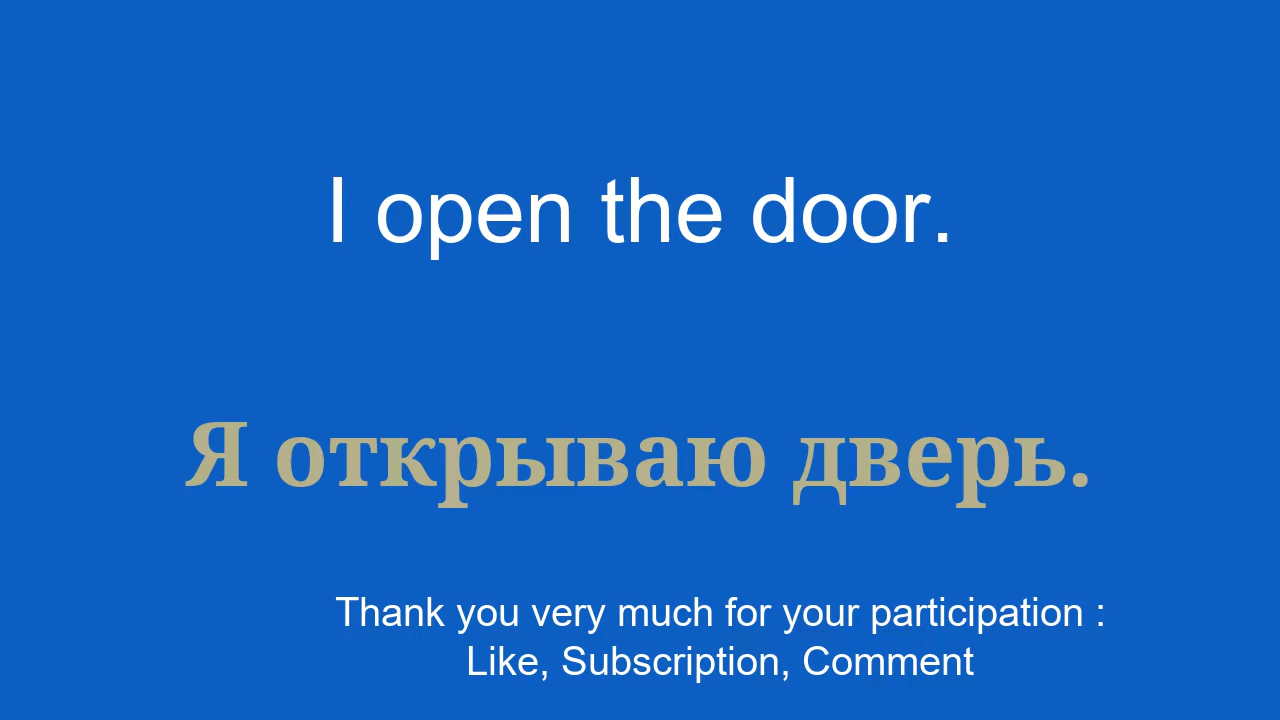 I open the door.
Я открываю дверь.
Thank you very much for your participation :
Like, Subscription, Comment